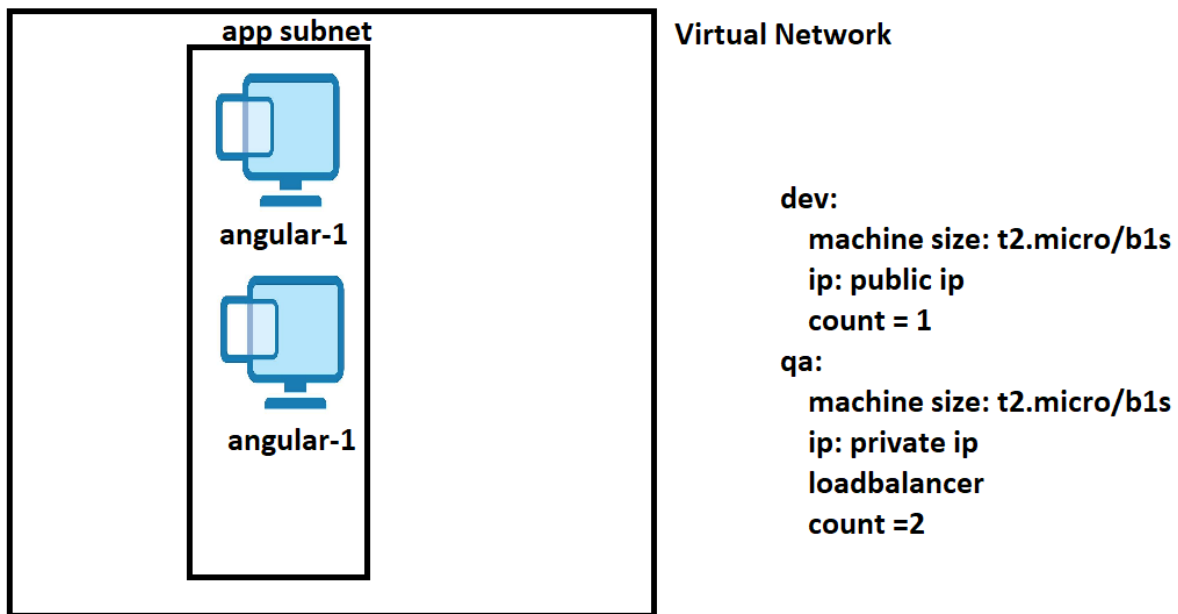 app subnet
Virtual Network
angular-1
angular-1
dev:
machine size: t2.micro/b1s
ip: public ip
count = 1
qa:
machine size: t2.micro/b1s
ip: private ip
loadbalancer
count =2